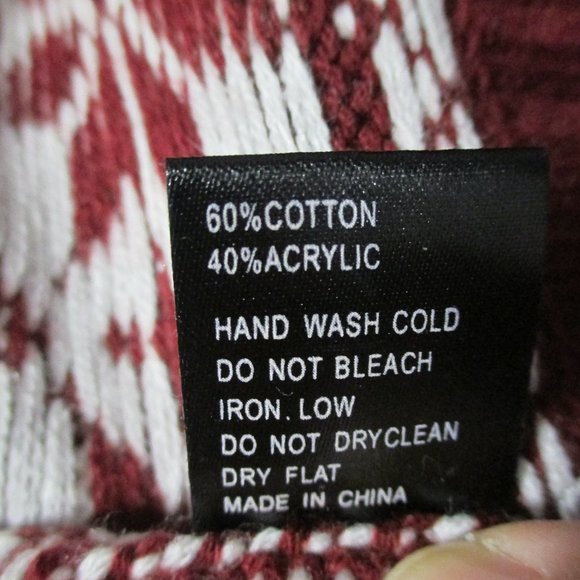 60%COTTON
40%ACRYLIC
HAND WASH COLD
DO NOT BLEACH
IRON. LOW
DO NOT DRYCLEAN
DRY FLAT
MADE IN CHINA